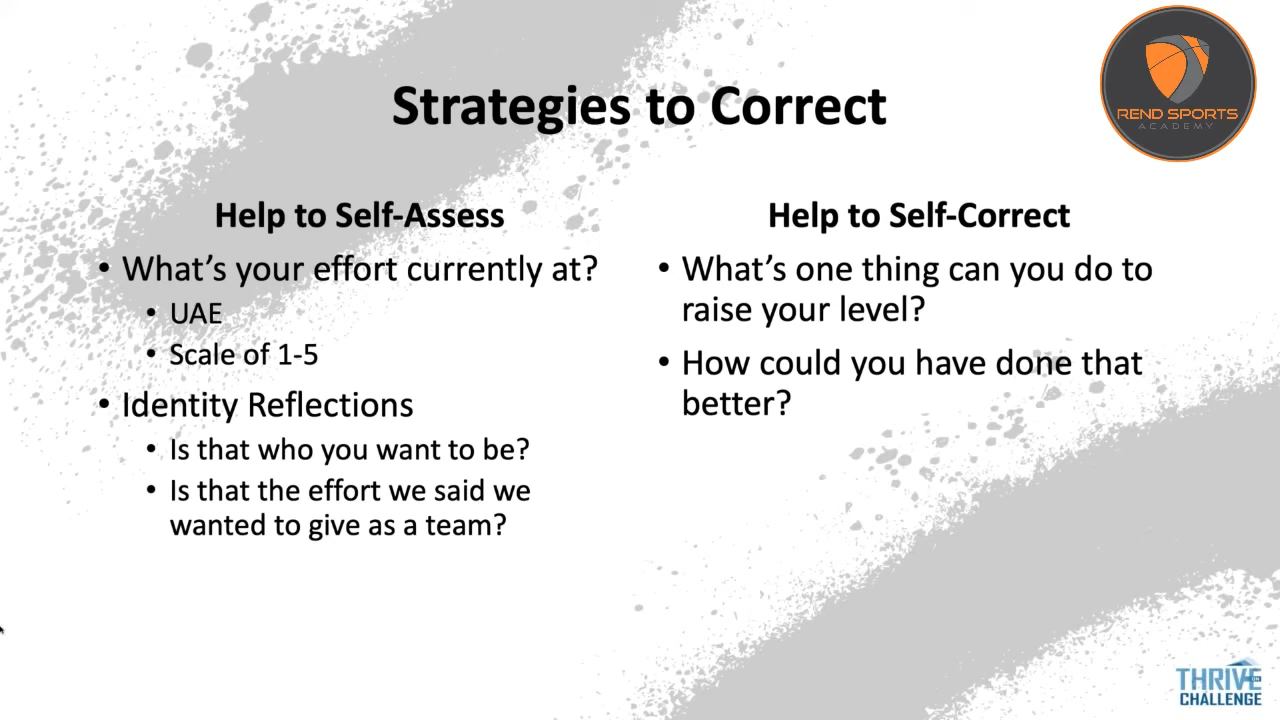 Strategies to Correct
REND SPORTS
ACADEMY
Help to Self-Assess
• What’s your effort currently at?
• UAE
• Scale of 1-5
• Identity Reflections
• Is that who you want to be?
• Is that the effort we said we
wanted to give as a team?
Help to Self-Correct
• What’s one thing can you do to
raise your level?
• How could you have done that
better?
THRIVE
ON
CHALLENGE